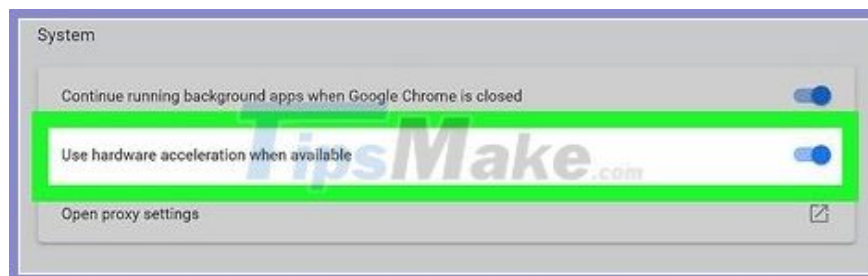 System
Continue running background apps when Google Chrome is closed
Use hardware acceleration when available
TipsMake.com
Open proxy settings